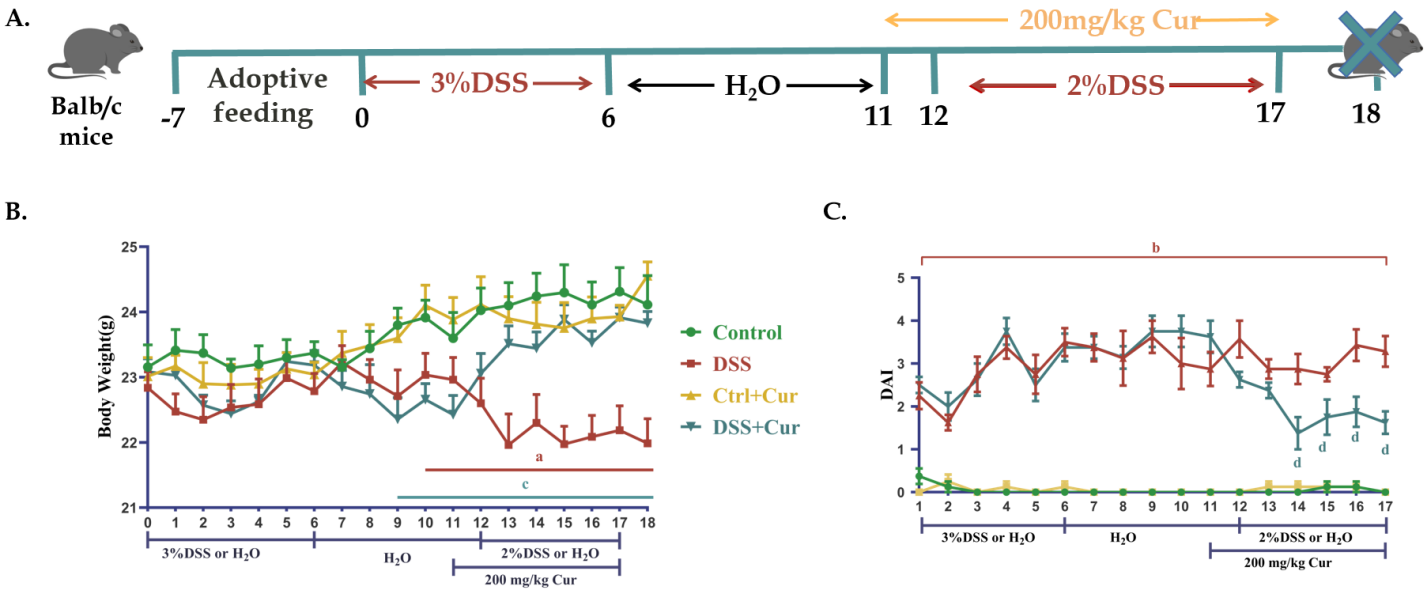 A.
200mg/kg Cur
Adoptive
feeding
3%DSS
H₂O
2%DSS
Balb/c
mice
-7
0
6
11
12
17
18
B.
25
24
23
22
21
Body Weight(g)
a
c
0 1 2 3 4 5 6 7 8 9 10 11 12 13 14 15 16 17 18
3%DSS or H₂O
H₂O
2%DSS or H₂O
200 mg/kg Cur
Control
DSS
Ctrl+Cur
DSS+Cur
C.
b
5
4
3
2
1
0
DAI
d d d d
1 2 3 4 5 6 7 8 9 10 11 12 13 14 15 16 17
3%DSS or H₂O
H₂O
2%DSS or H₂O
200 mg/kg Cur